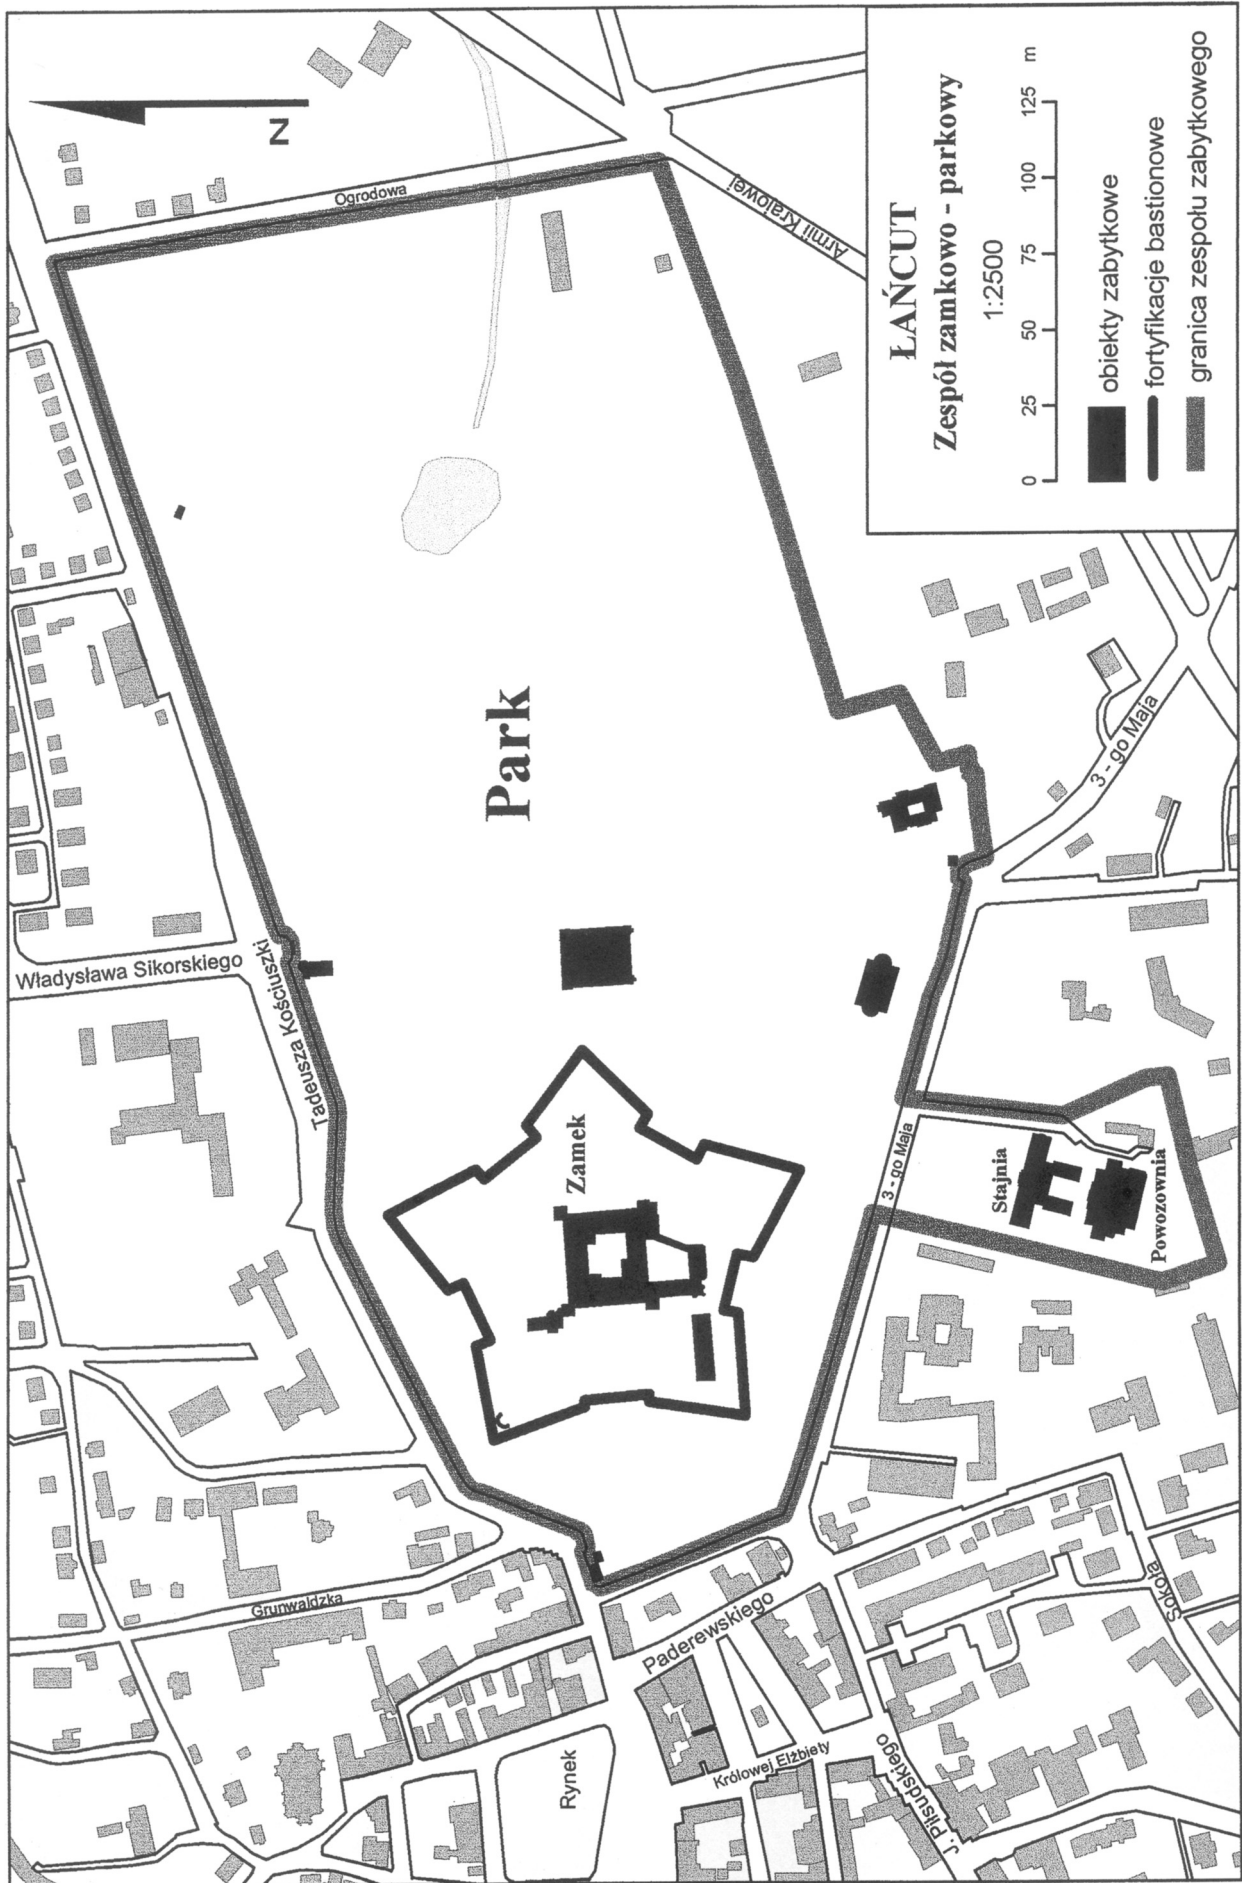 ŁAŃCUT
Zespół zamkowo - parkowy
1:2500
0 25 50 75 100 125 m
obiekty zabytkowe
fortyfikacje bastionowe
granica zespołu zabytkowego
N
Ogrodowa
Armii Krajowej
Park
Władysława Sikorskiego
Tadeusza Kościuszki
Zamek
3 - go Maja
3 - go Maja
Stajnia
Powozownia
Grunwaldzka
Paderewskiego
Rynek
Królowej Elżbiety
J. Piłsudskiego
Sokoła